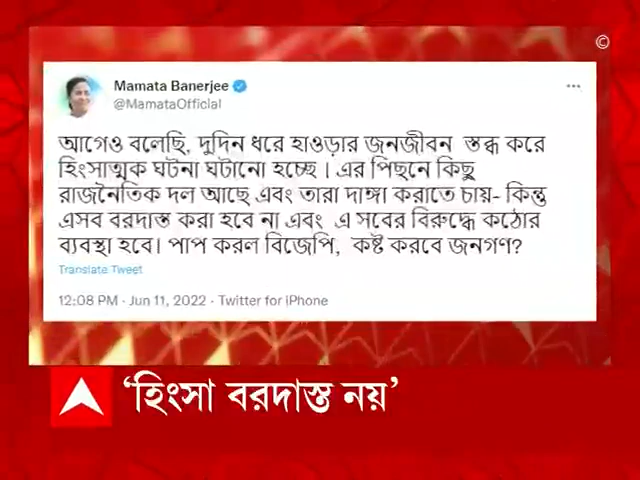 ©
Mamata Banerjee
@MamataOfficial
আগেও বলেছি, দুদিন ধরে হাওড়ার জনজীবন স্তব্ধ করে
হিংসাত্মক ঘটনা ঘটানো হচ্ছে। এর পিছনে কিছু
রাজনৈতিক দল আছে এবং তারা দাঙ্গা করাতে চায়- কিন্তু
এসব বরদাস্ত করা হবে না এবং এ সবের বিরুদ্ধে কঠোর
ব্যবস্থা হবে। পাপ করল বিজেপি, কষ্ট করবে জনগণ?
Translate Tweet
12:08 PM · Jun 11, 2022 · Twitter for iPhone
‘হিংসা বরদাস্ত নয়’